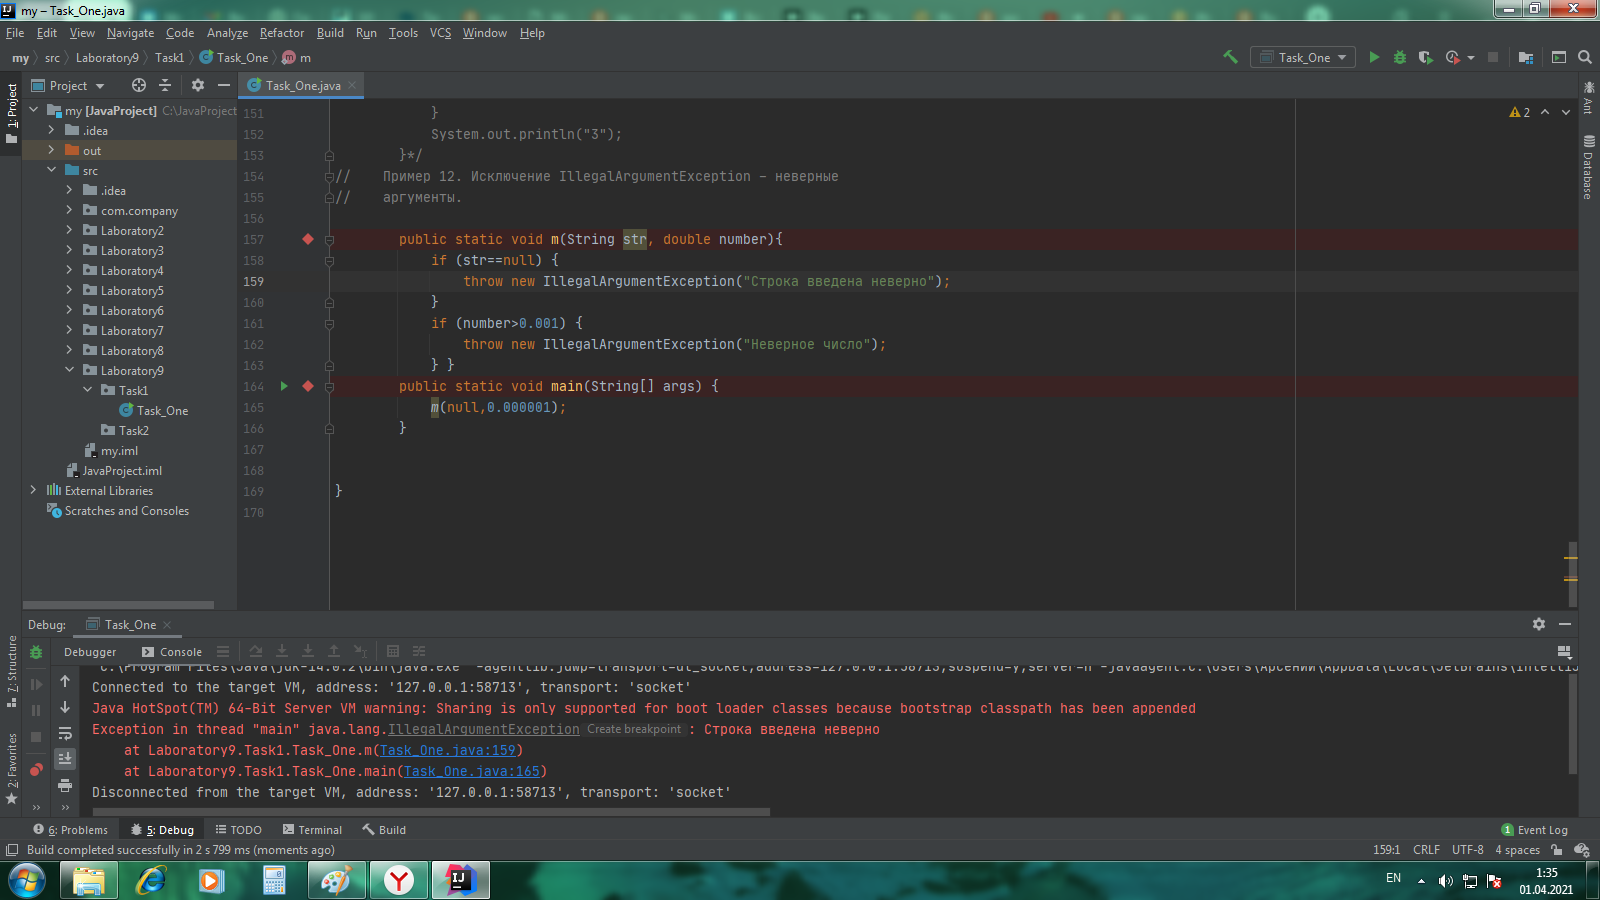 my – Task_One.java
File Edit View Navigate Code Analyze Refactor Build Run Tools VCS Window Help
my src Laboratory9 Task1 Task_One m
Task_One
1: Project
Project
Task_One.java
my [JavaProject] C:\JavaProject
.idea
out
src
.idea
com.company
Laboratory2
Laboratory3
Laboratory4
Laboratory5
Laboratory6
Laboratory7
Laboratory8
Laboratory9
Task1
Task_One
Task2
my.iml
JavaProject.iml
External Libraries
Scratches and Consoles
2
Ant
Database
151 }
152 System.out.println("3");
153 }*/
154 // Пример 12. Исключение IllegalArgumentException – неверные
155 // аргументы.
156
157 public static void m(String str, double number){
158 if (str==null) {
159 throw new IllegalArgumentException("Строка введена неверно");
160 }
161 if (number>0.001) {
162 throw new IllegalArgumentException("Неверное число");
163 } }
164 public static void main(String[] args) {
165 m(null,0.000001);
166 }
167
168
169 }
170
7: Structure
2: Favorites
Debug: Task_One
Debugger Console
"C:\Program Files\Java\jdk-14.0.2\bin\java.exe" -agentlib:jdwp=transport=dt_socket,address=127.0.0.1:58713,suspend=y,server=n -javaagent:C:\Users\Арсений\AppData\Local\JetBrains\IntelliJ
Connected to the target VM, address: '127.0.0.1:58713', transport: 'socket'
Java HotSpot(TM) 64-Bit Server VM warning: Sharing is only supported for boot loader classes because bootstrap classpath has been appended
Exception in thread "main" java.lang.IllegalArgumentException Create breakpoint : Строка введена неверно
at Laboratory9.Task1.Task_One.m(Task_One.java:159)
at Laboratory9.Task1.Task_One.main(Task_One.java:165)
Disconnected from the target VM, address: '127.0.0.1:58713', transport: 'socket'
6: Problems 5: Debug TODO Terminal Build 1 Event Log
Build completed successfully in 2 s 799 ms (moments ago) 159:1 CRLF UTF-8 4 spaces
EN 1:35
01.04.2021